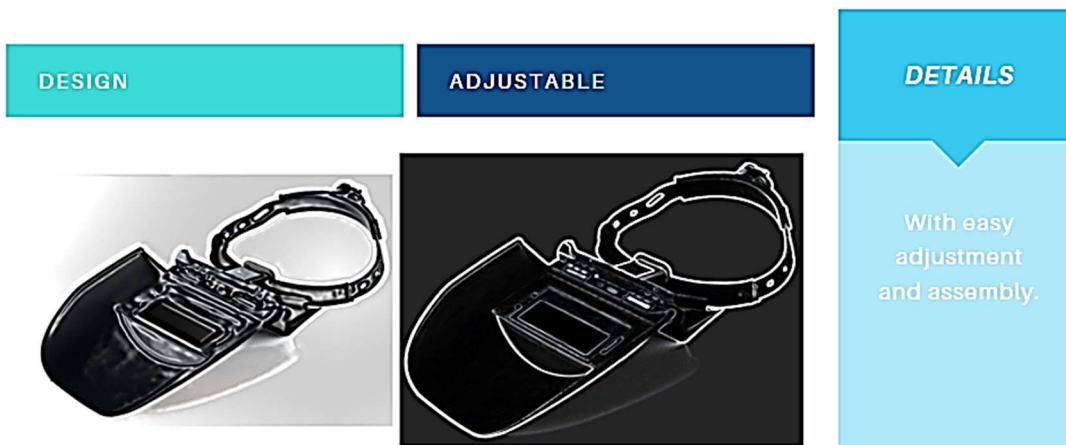 DESIGN
ADJUSTABLE
DETAILS
With easy
adjustment
and assembly.